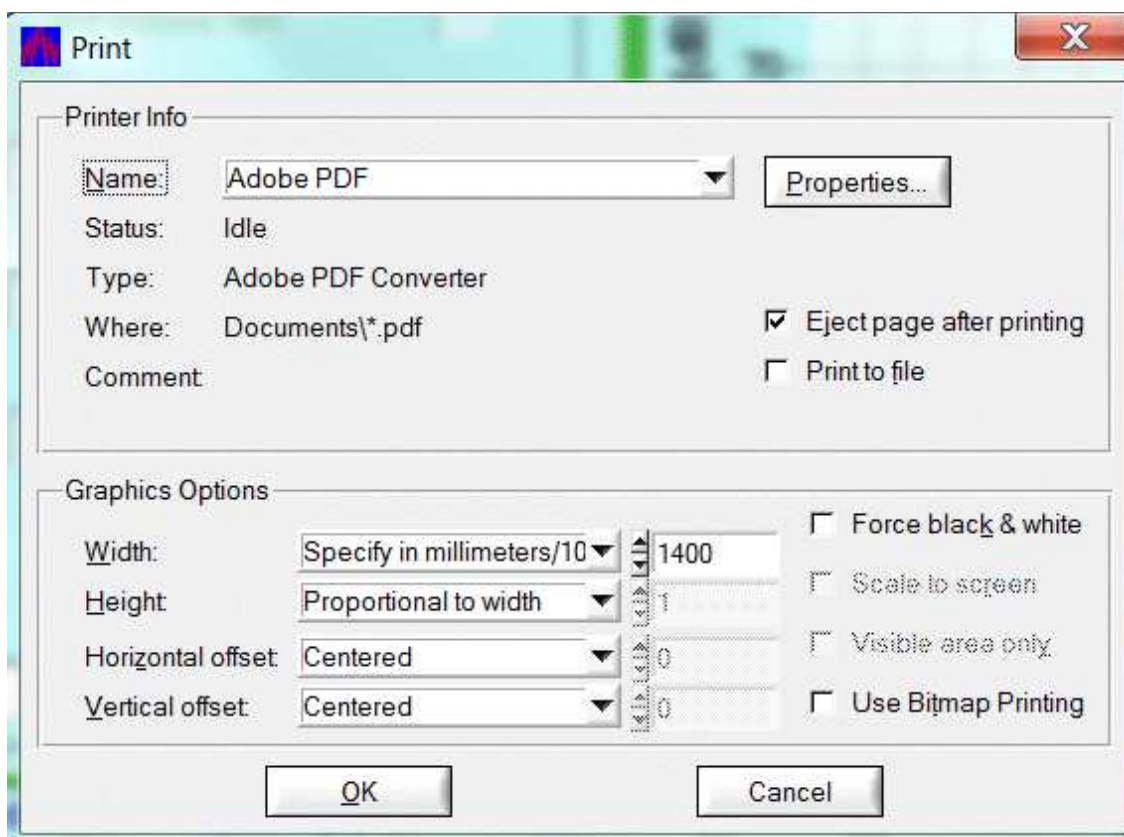 Print
X
Printer Info
Name: Adobe PDF Properties...
Status: Idle
Type: Adobe PDF Converter
Where: Documents\*.pdf Eject page after printing
Comment: Print to file
Graphics Options
Width: Specify in millimeters/10 1400 Force black & white
Height: Proportional to width 1 Scale to screen
Horizontal offset: Centered 0 Visible area only
Vertical offset: Centered 0 Use Bitmap Printing
OK Cancel